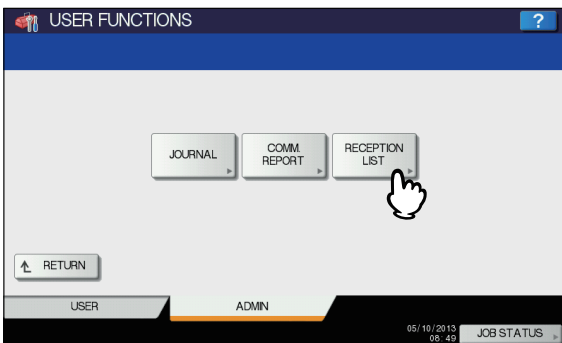 USER FUNCTIONS
?
JOURNAL
COMM.
REPORT
RECEPTION
LIST
RETURN
USER
ADMIN
05/10/2013
08:49
JOB STATUS